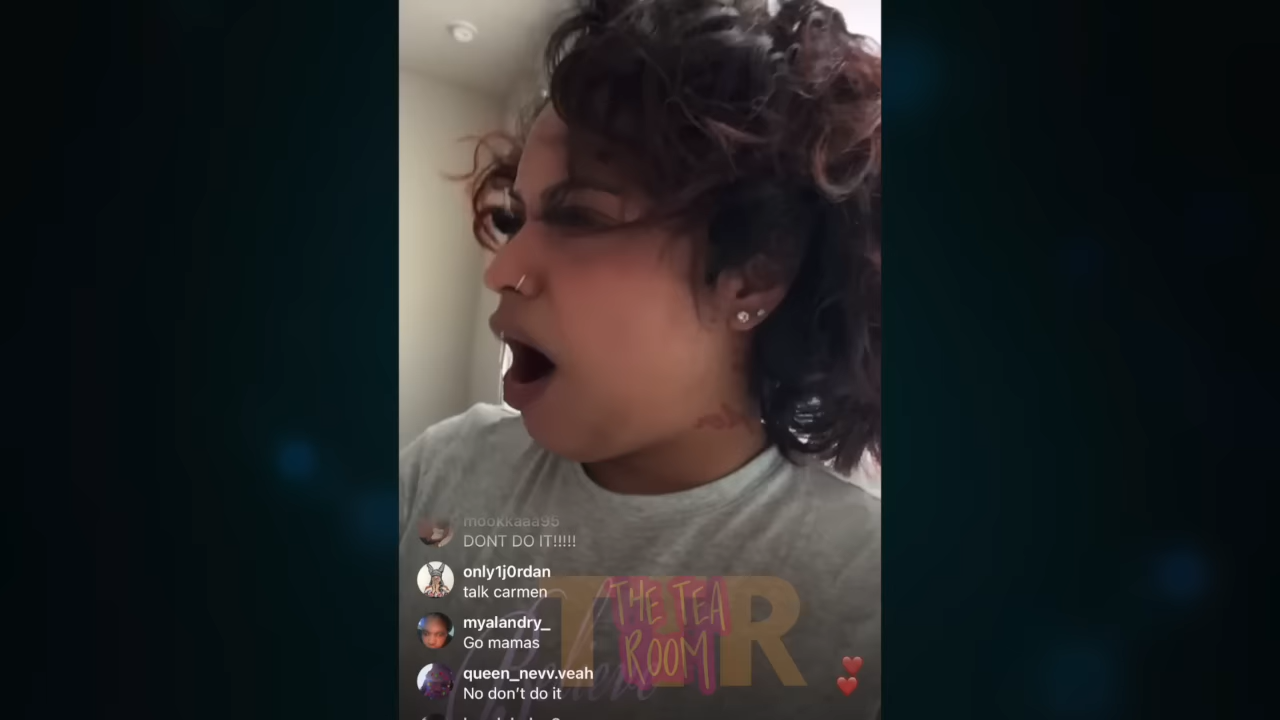 mookkaaa95
DONT DO IT!!!!!
only1j0rdan
talk carmen
myalandry_
Go mamas
queen_nevv.veah
No don’t do it
THE TEA
ROOM
Believe